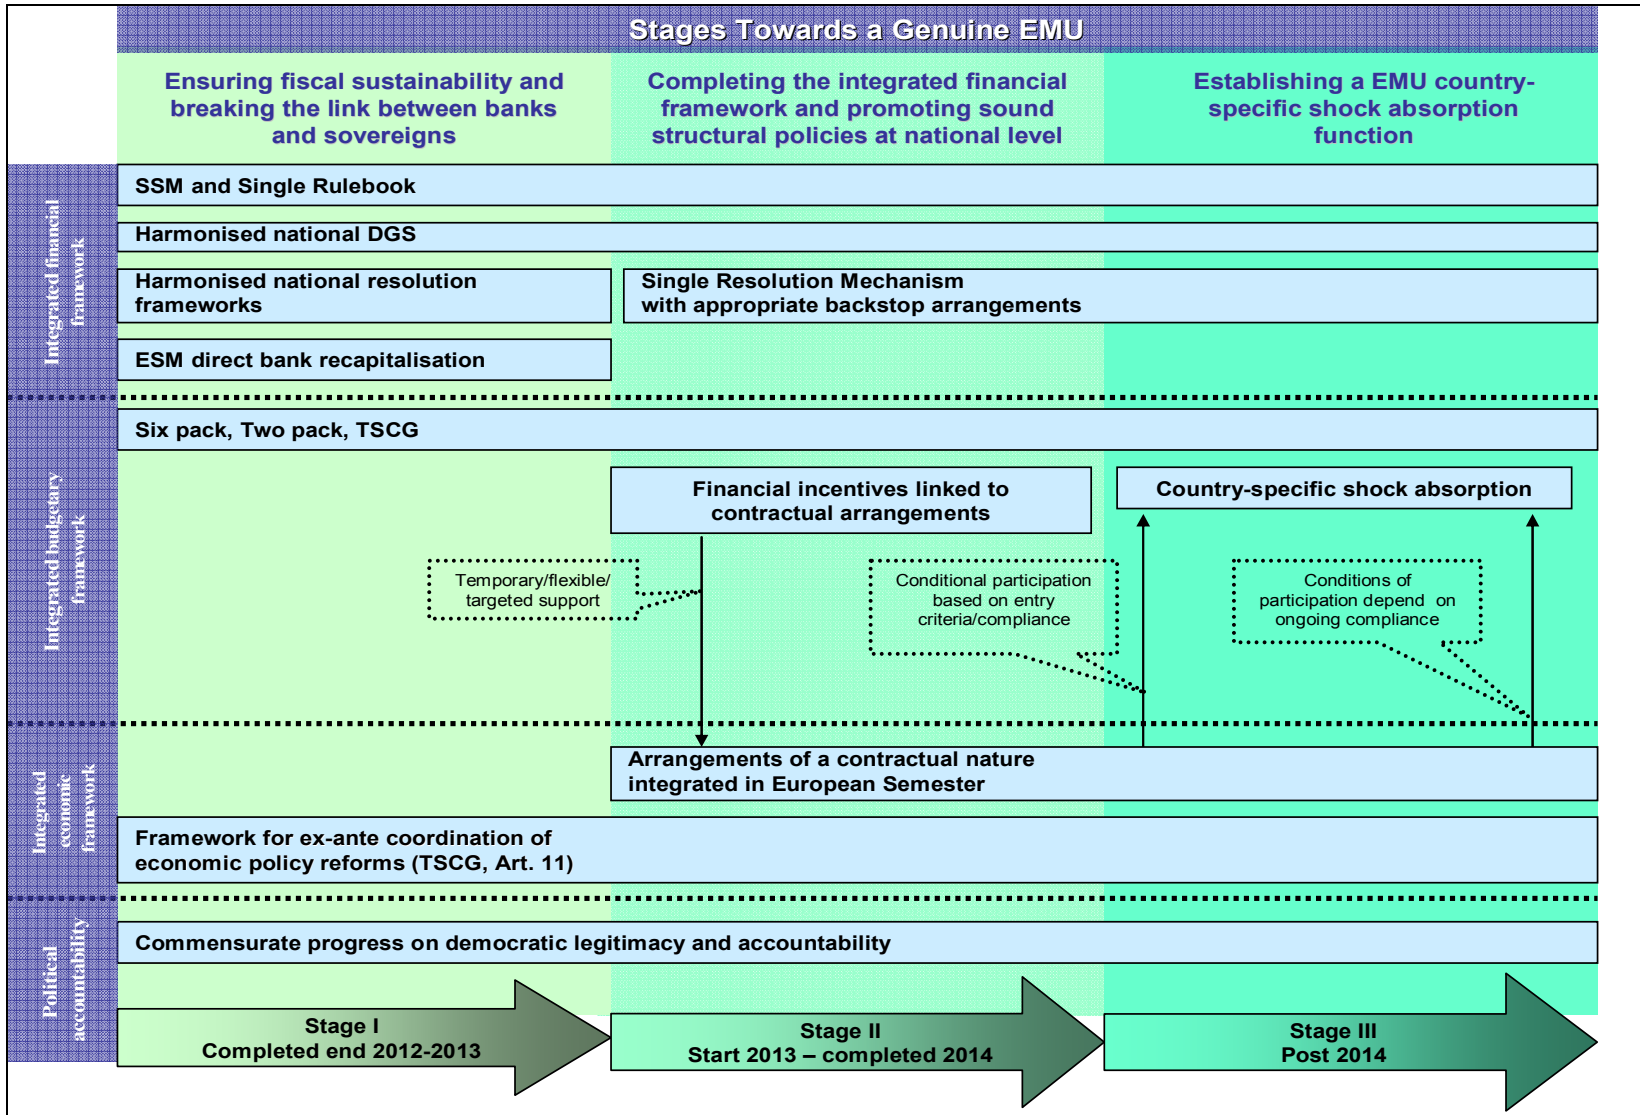 Stages Towards a Genuine EMU
Ensuring fiscal sustainability and
breaking the link between banks
and sovereigns
Completing the integrated financial
framework and promoting sound
structural policies at national level
Establishing a EMU country-
specific shock absorption
function
Integrated financial
framework
SSM and Single Rulebook
Harmonised national DGS
Harmonised national resolution
frameworks
Single Resolution Mechanism
with appropriate backstop arrangements
ESM direct bank recapitalisation
Integrated budgetary
framework
Six pack, Two pack, TSCG
Financial incentives linked to
contractual arrangements
Country-specific shock absorption
Temporary/flexible/
targeted support
Conditional participation
based on entry
criteria/compliance
Conditions of
participation depend on
ongoing compliance
Integrated
economic
framework
Arrangements of a contractual nature
integrated in European Semester
Framework for ex-ante coordination of
economic policy reforms (TSCG, Art. 11)
Political
accountability
Commensurate progress on democratic legitimacy and accountability
Stage I
Completed end 2012-2013
Stage II
Start 2013 – completed 2014
Stage III
Post 2014